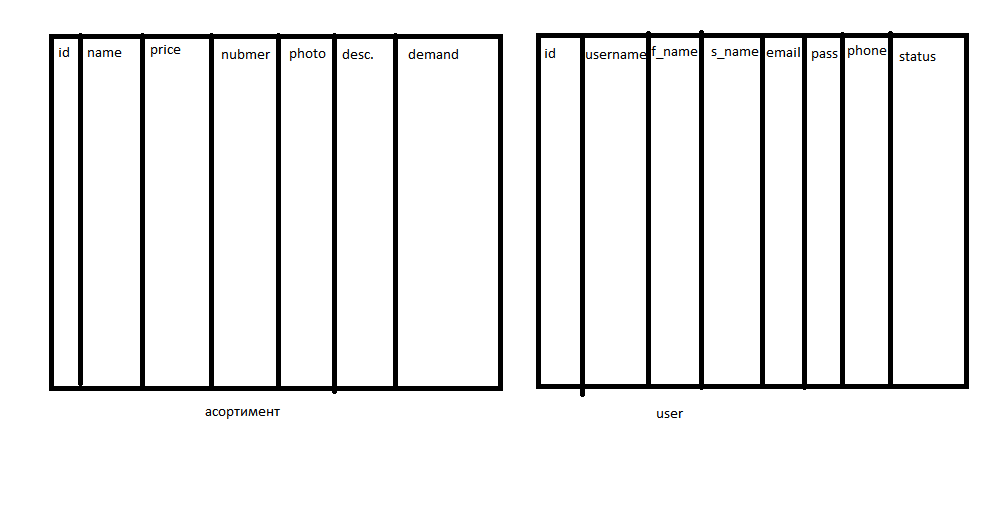 id name price nubmer photo desc. demand
асортимент
id username f_name s_name email pass phone status
user